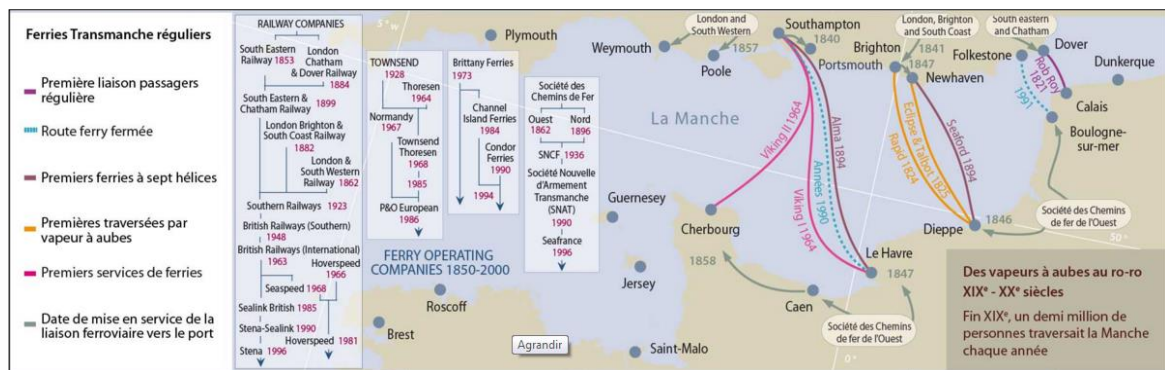 Ferries Transmanche réguliers
Première liaison passagers
régulière
Route ferry fermée
Premiers ferries à sept hélices
Premières traversées par
vapeur à aubes
Premiers services de ferries
Date de mise en service de la
liaison ferroviaire vers le port
RAILWAY COMPANIES
South Eastern
Railway 1853
London
Chatham
& Dover Railway
1884
South Eastern &
Chatham Railway
1899
London Brighton &
South Coast Railway
1882
London &
South Western
Railway 1862
Southern Railways 1923
British Railways (Southern)
1948
British Railways (International)
1963
Hoverspeed
1966
Seaspeed 1968
Sealink British 1985
Stena-Sealink 1990
Hoverspeed 1981
Stena 1996
TOWNSEND
1928
Thoresen
1964
Normandy
1967
Townsend
Thoresen
1968
1985
P&O European
1986
Brittany Ferries
1973
Channel
Island Ferries
1984
Condor
Ferries
1990
1994
Société des
Chemins de Fer
Ouest
1862
Nord
1896
SNCF 1936
Société Nouvelle
d'Armement
Transmanche
(SNAT)
1990
Seafrance
1996
FERRY OPERATING
COMPANIES 1850-2000
5° W
Plymouth
Weymouth
London and
South Western
1857
Poole
Southampton
1840
Portsmouth
Brighton
London, Brighton
and South Coast
1841
1847
Newhaven
South eastern
and Chatham
Folkestone
Dover
Dunkerque
Rob Roy
1821
1991
Calais
Boulogne-
sur-mer
La Manche
Viking II 1964
Viking I 1964
Alma 1894
Années 1990
Rapid 1824
Eclipse & Talbot 1825
Seaford 1894
Guernesey
Jersey
Cherbourg
1858
Caen
Le Havre
1847
Dieppe
1846
Société des Chemins
de fer de l'Ouest
Société des Chemins
de fer de l'Ouest
50°
0°
Roscoff
Brest
Saint-Malo
Agrandir
Des vapeurs à aubes au ro-ro
XIXe - XXe siècles
Fin XIXe, un demi million de
personnes traversait la Manche
chaque année